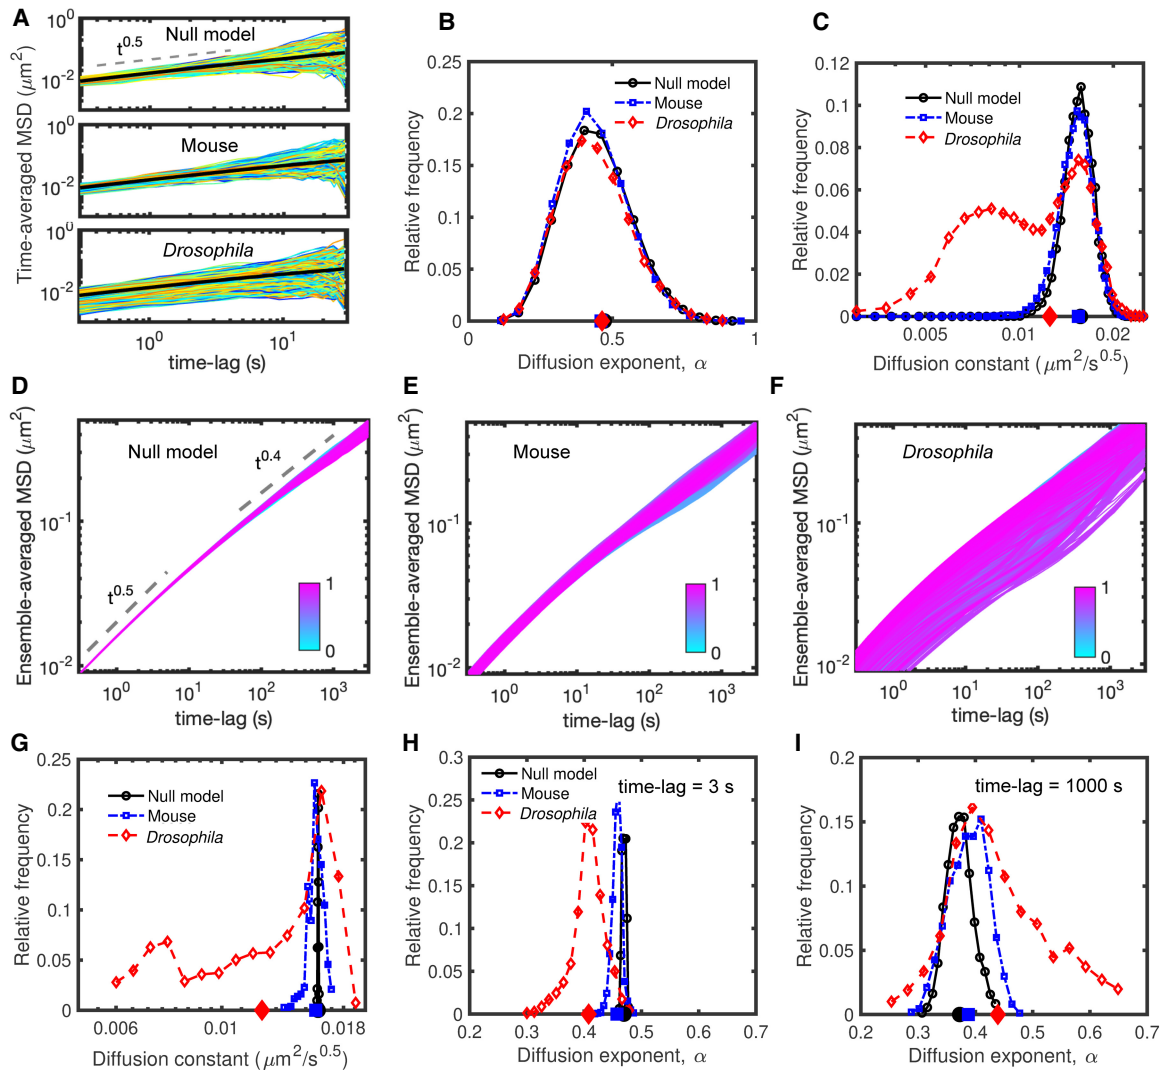 A
Time-averaged MSD (μm²)
10⁰
10⁻²
Null model
t⁰·⁵
10⁰
10⁻²
Mouse
10⁰
10⁻²
Drosophila
10⁰
10¹
time-lag (s)
B
Relative frequency
0.25
0.2
0.15
0.1
0.05
0
Null model
Mouse
Drosophila
0
0.5
1
Diffusion exponent, α
C
Relative frequency
0.12
0.1
0.08
0.06
0.04
0.02
0
Null model
Mouse
Drosophila
0.005
0.01
0.02
Diffusion constant (μm²/s⁰·⁵)
D
Ensemble-averaged MSD (μm²)
10⁻¹
10⁻²
Null model
t⁰·⁴
t⁰·⁵
1
0
10⁰
10¹
10²
10³
time-lag (s)
E
Ensemble-averaged MSD (μm²)
10⁻¹
10⁻²
Mouse
1
0
10⁰
10¹
10²
10³
time-lag (s)
F
Ensemble-averaged MSD (μm²)
10⁻¹
10⁻²
Drosophila
1
0
10⁰
10¹
10²
10³
time-lag (s)
G
Relative frequency
0.25
0.2
0.15
0.1
0.05
0
Null model
Mouse
Drosophila
0.006
0.01
0.018
Diffusion constant (μm²/s⁰·⁵)
H
Relative frequency
0.3
0.25
0.2
0.15
0.1
0.05
0
Null model
Mouse
Drosophila
time-lag = 3 s
0.2
0.3
0.4
0.5
0.6
0.7
Diffusion exponent, α
I
Relative frequency
0.2
0.15
0.1
0.05
0
time-lag = 1000 s
0.2
0.3
0.4
0.5
0.6
0.7
Diffusion exponent, α